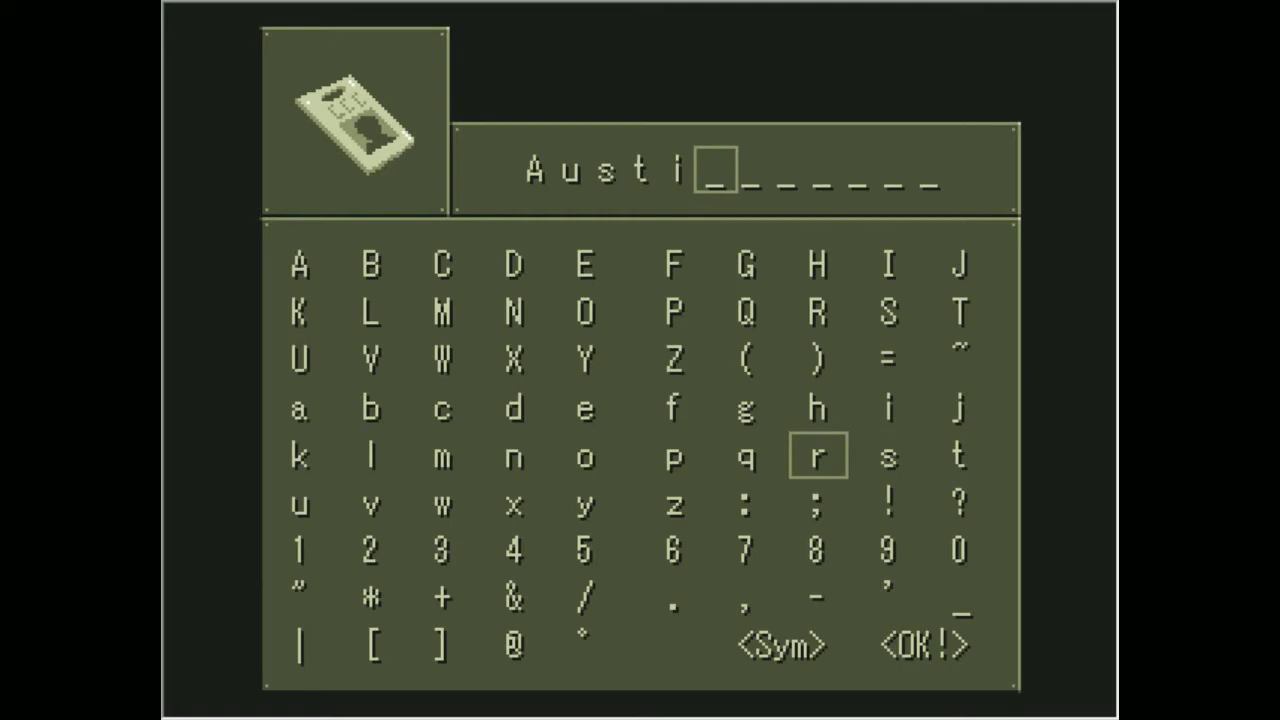 Austi_______
A B C D E F G H I J
K L M N O P Q R S T
U V W X Y Z ( ) = ~
a b c d e f g h i j
k l m n o p q r s t
u v w x y z : ; ! ?
1 2 3 4 5 6 7 8 9 0
" * + & / . , - ' _
| [ ] @ ° <Sym> <OK!>